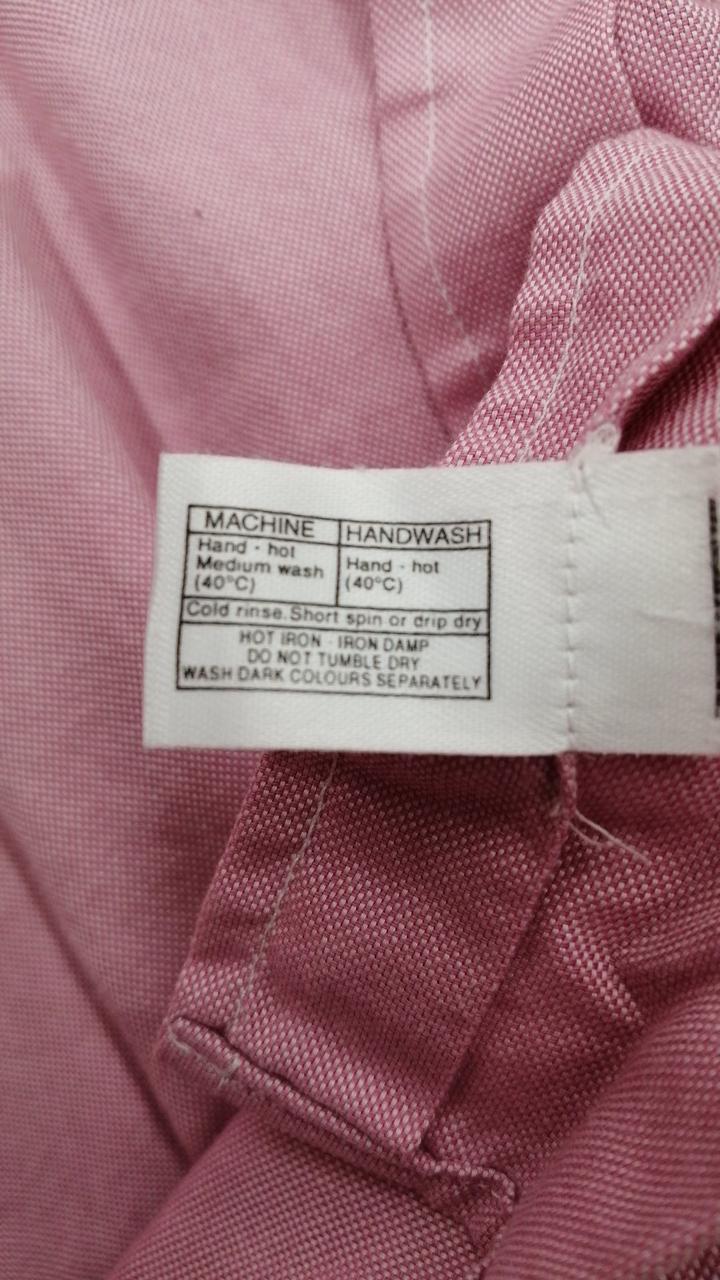 MACHINE HANDWASH
Hand - hot
Medium wash
(40°C)
Hand - hot
(40°C)
Cold rinse. Short spin or drip dry
HOT IRON - IRON DAMP
DO NOT TUMBLE DRY
WASH DARK COLOURS SEPARATELY